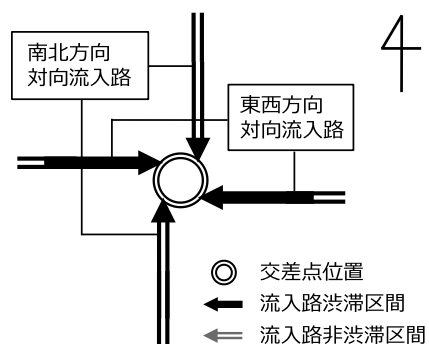 南北方向
対向流入路
東西方向
対向流入路
交差点位置
流入路渋滞区間
流入路非渋滞区間